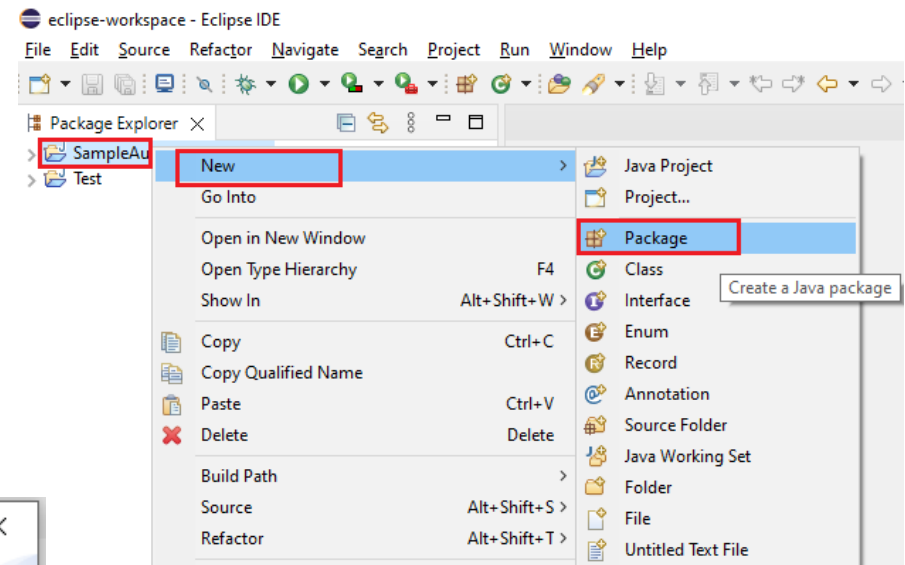 eclipse-workspace - Eclipse IDE
File Edit Source Refactor Navigate Search Project Run Window Help
Package Explorer
SampleAu
Test
New
Go Into
Open in New Window
Open Type Hierarchy F4
Show In Alt+Shift+W >
Copy Ctrl+C
Copy Qualified Name
Paste Ctrl+V
Delete Delete
Build Path >
Source Alt+Shift+S >
Refactor Alt+Shift+T >
Java Project
Project...
Package
Class
Create a Java package
Interface
Enum
Record
Annotation
Source Folder
Java Working Set
Folder
File
Untitled Text File